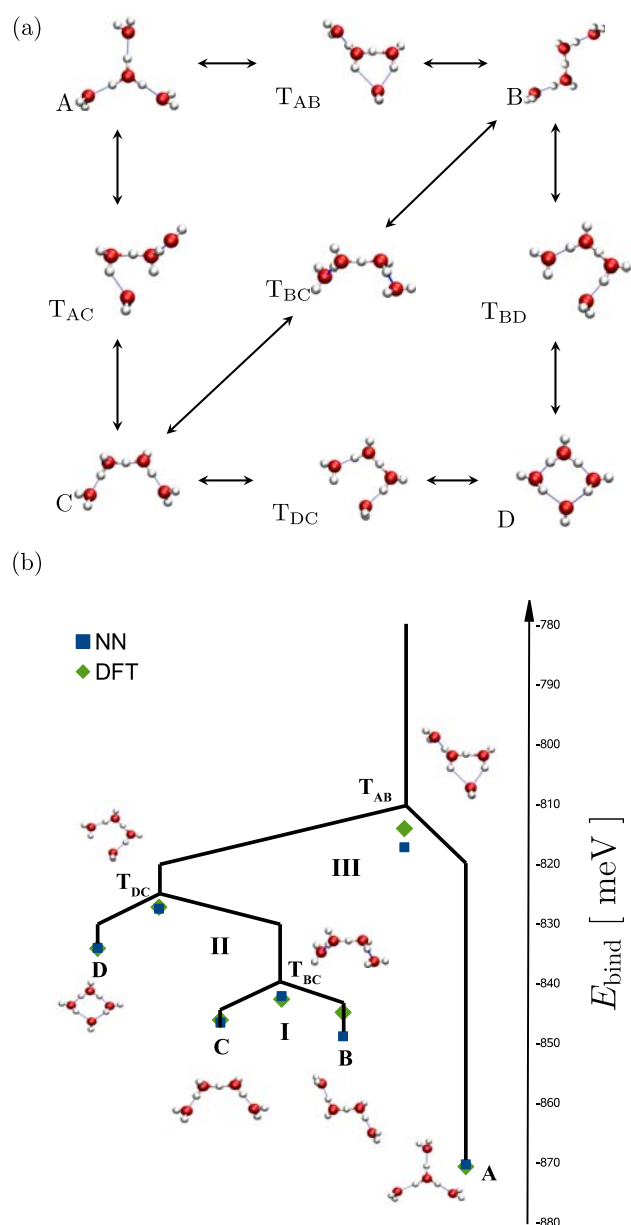 (a)
A
T_AB
B
T_AC
T_BC
T_BD
C
T_DC
D
(b)
NN
DFT
-780
-790
-800
-810
-820
-830
-840
-850
-860
-870
-880
E_bind [ meV]
T_AB
III
T_DC
II
D
T_BC
I
C
B
A